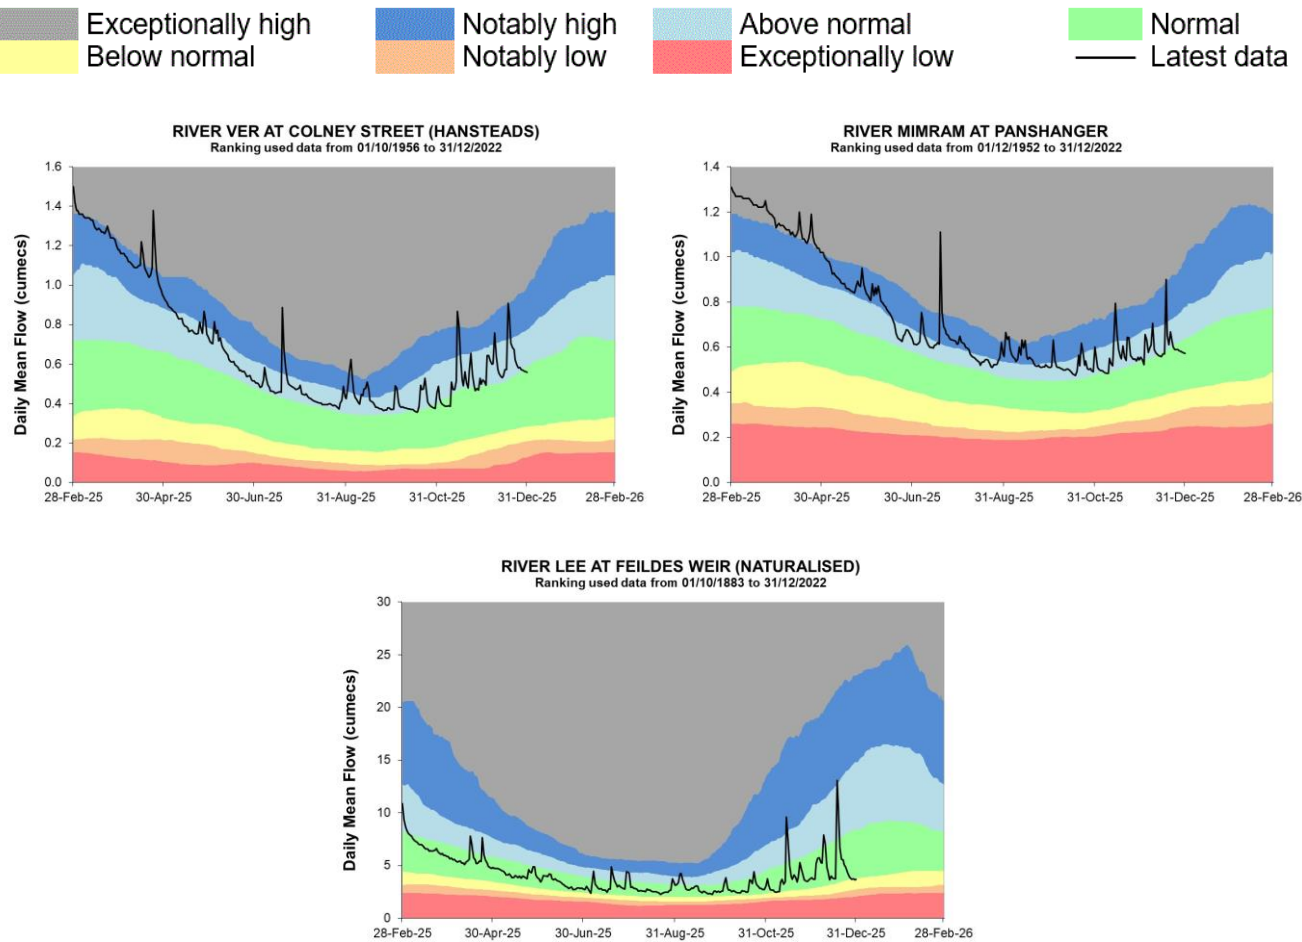 Exceptionally high Notably high Above normal Normal
Below normal Notably low Exceptionally low Latest data
RIVER VER AT COLNEY STREET (HANSTEADS)
Ranking used data from 01/10/1956 to 31/12/2022
Daily Mean Flow (cumecs)
1.6
1.4
1.2
1.0
0.8
0.6
0.4
0.2
0.0
28-Feb-25 30-Apr-25 30-Jun-25 31-Aug-25 31-Oct-25 31-Dec-25 28-Feb-26
RIVER MIMRAM AT PANSHANGER
Ranking used data from 01/12/1952 to 31/12/2022
Daily Mean Flow (cumecs)
1.4
1.2
1.0
0.8
0.6
0.4
0.2
0.0
28-Feb-25 30-Apr-25 30-Jun-25 31-Aug-25 31-Oct-25 31-Dec-25 28-Feb-26
RIVER LEE AT FEILDES WEIR (NATURALISED)
Ranking used data from 01/10/1883 to 31/12/2022
Daily Mean Flow (cumecs)
30
25
20
15
10
5
0
28-Feb-25 30-Apr-25 30-Jun-25 31-Aug-25 31-Oct-25 31-Dec-25 28-Feb-26